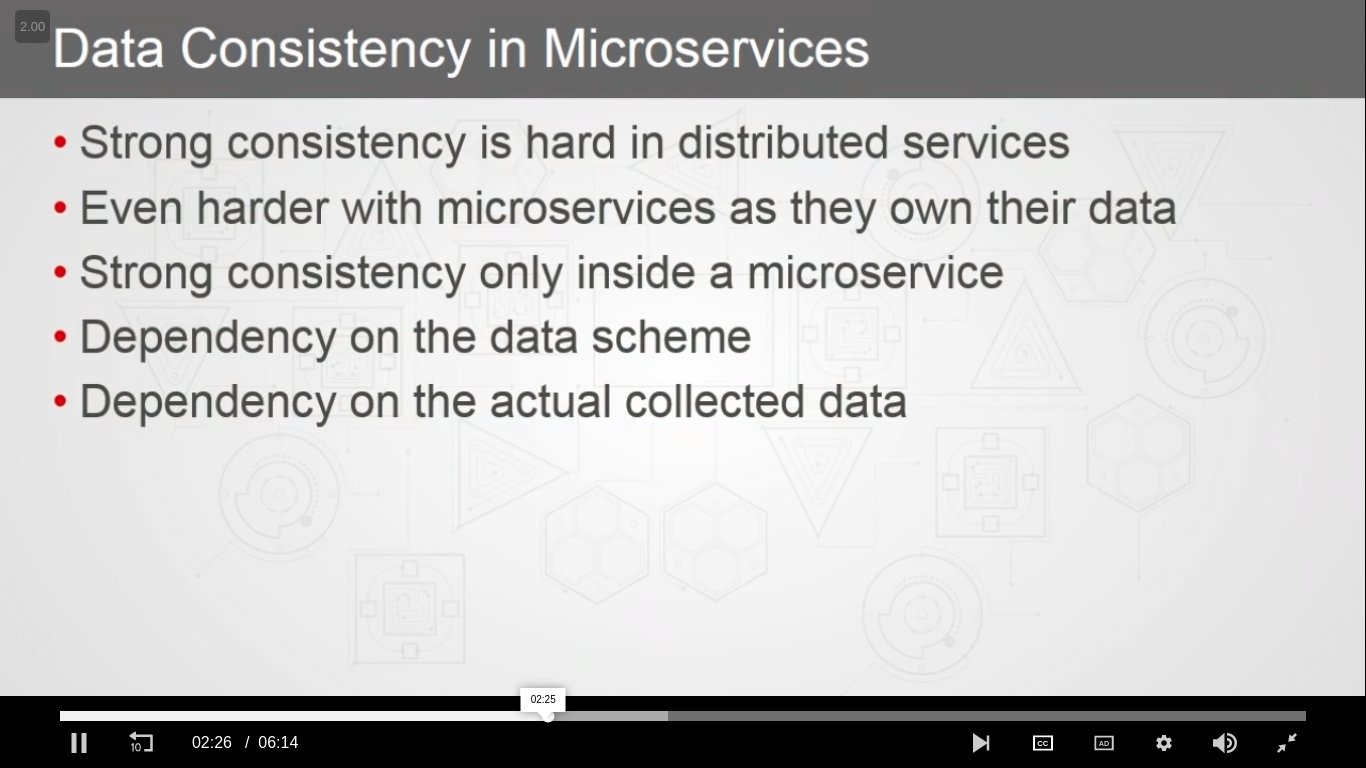 2.00
Data Consistency in Microservices
• Strong consistency is hard in distributed services
• Even harder with microservices as they own their data
• Strong consistency only inside a microservice
• Dependency on the data scheme
• Dependency on the actual collected data
02:25
10
02:26 / 06:14
CC
AD